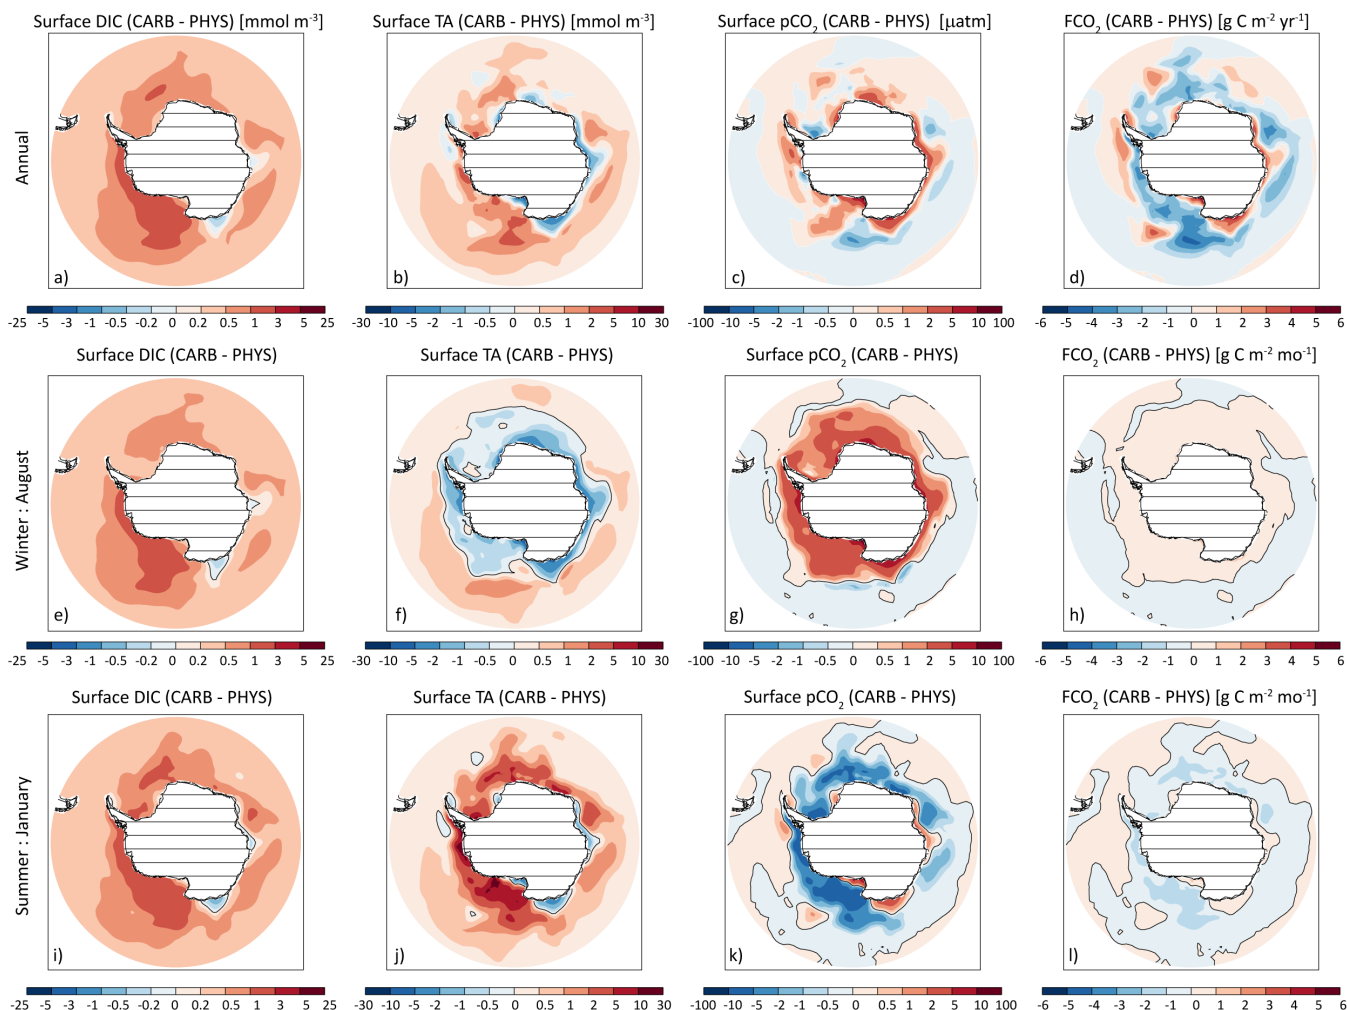 Surface DIC (CARB - PHYS) [mmol m-3]
Surface TA (CARB - PHYS) [mmol m-3]
Surface pCO2 (CARB - PHYS) [µatm]
FCO2 (CARB - PHYS) [g C m-2 yr-1]
Annual
a)
b)
c)
d)
-25 -5 -3 -1 -0.5 -0.2 0 0.2 0.5 1 3 5 25
-30 -10 -5 -2 -1 -0.5 0 0.5 1 2 5 10 30
-100 -10 -5 -2 -1 -0.5 0 0.5 1 2 5 10 100
-6 -5 -4 -3 -2 -1 0 1 2 3 4 5 6
Surface DIC (CARB - PHYS)
Surface TA (CARB - PHYS)
Surface pCO2 (CARB - PHYS)
FCO2 (CARB - PHYS) [g C m-2 mo-1]
Winter : August
e)
f)
g)
h)
-25 -5 -3 -1 -0.5 -0.2 0 0.2 0.5 1 3 5 25
-30 -10 -5 -2 -1 -0.5 0 0.5 1 2 5 10 30
-100 -10 -5 -2 -1 -0.5 0 0.5 1 2 5 10 100
-6 -5 -4 -3 -2 -1 0 1 2 3 4 5 6
Surface DIC (CARB - PHYS)
Surface TA (CARB - PHYS)
Surface pCO2 (CARB - PHYS)
FCO2 (CARB - PHYS) [g C m-2 mo-1]
Summer : January
i)
j)
k)
l)
-25 -5 -3 -1 -0.5 -0.2 0 0.2 0.5 1 3 5 25
-30 -10 -5 -2 -1 -0.5 0 0.5 1 2 5 10 30
-100 -10 -5 -2 -1 -0.5 0 0.5 1 2 5 10 100
-6 -5 -4 -3 -2 -1 0 1 2 3 4 5 6